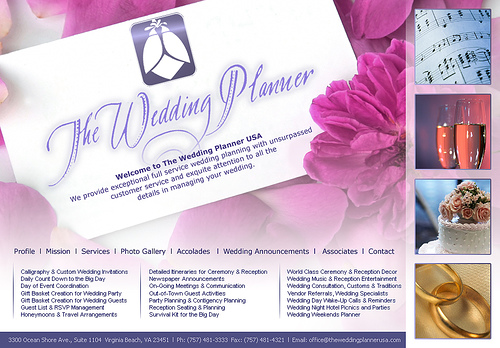 The Wedding Planner
Welcome to The Wedding Planner USA
We provide exceptional full service wedding planning with unsurpassed
customer service and exquite attention to all the
details in managing your wedding.
Profile | Mission | Services | Photo Gallery | Accolades | Wedding Announcements | Associates | Contact
Calligraphy & Custom Wedding Invitations
Daily Count Down to the Big Day
Day of Event Coordination
Gift Basket Creation for Wedding Party
Gift Basket Creation for Wedding Guests
Guest List & RSVP Management
Honeymoons & Travel Arrangements
Detailed Itineraries for Ceremony & Reception
Newspaper Announcements
On-Going Meetings & Communication
Out-of-Town Guest Activities
Party Planning & Contigency Planning
Reception Seating & Planning
Survival Kit for the Big Day
World Class Ceremony & Reception Decor
Wedding Music & Reception Entertainment
Wedding Consultation, Customs & Traditions
Vendor Referrals, Wedding Specialists
Wedding Day Wake-Up Calls & Reminders
Wedding Night Hotel Picnics and Parties
Wedding Weekends Planner
3300 Ocean Shore Ave., Suite 1104 Virginia Beach, VA 23451 | Ph: (757) 481-3333 Fax: (757) 481-4321 | Email: office@theweddingplannerusa.com